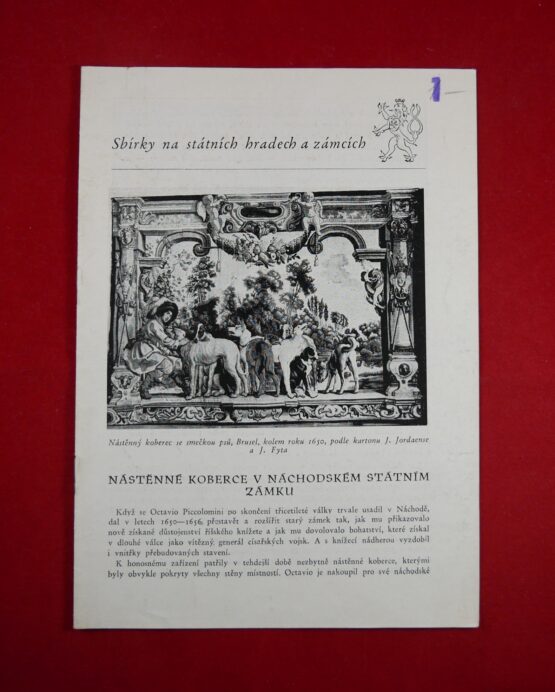 1-
Sbírky na státních hradech a zámcích
Nástěnný koberec se smečkou psů, Brusel, kolem roku 1650, podle kartonu J. Jordaense
a J. Fyta
NÁSTĚNNÉ KOBERCE V NÁCHODSKÉM STÁTNÍM
ZÁMKU
Když se Octavio Piccolomini po skončení třicetileté války trvale usadil v Náchodě,
dal v letech 1650—1656, přestavět a rozšířit starý zámek tak, jak mu přikazovalo
nově získané důstojenství říšského knížete a jak mu dovolovalo bohatství, které získal
v dlouhé válce jako vítězný generál císařských vojsk. A s knížecí nádherou vyzdobil
i vnitřky přebudovaných stavení.
K honosnému zařízení patřily v tehdejší době nezbytně nástěnné koberce, kterými
byly obvykle pokryty všechny stěny místností. Octavio je nakoupil pro své náchodské